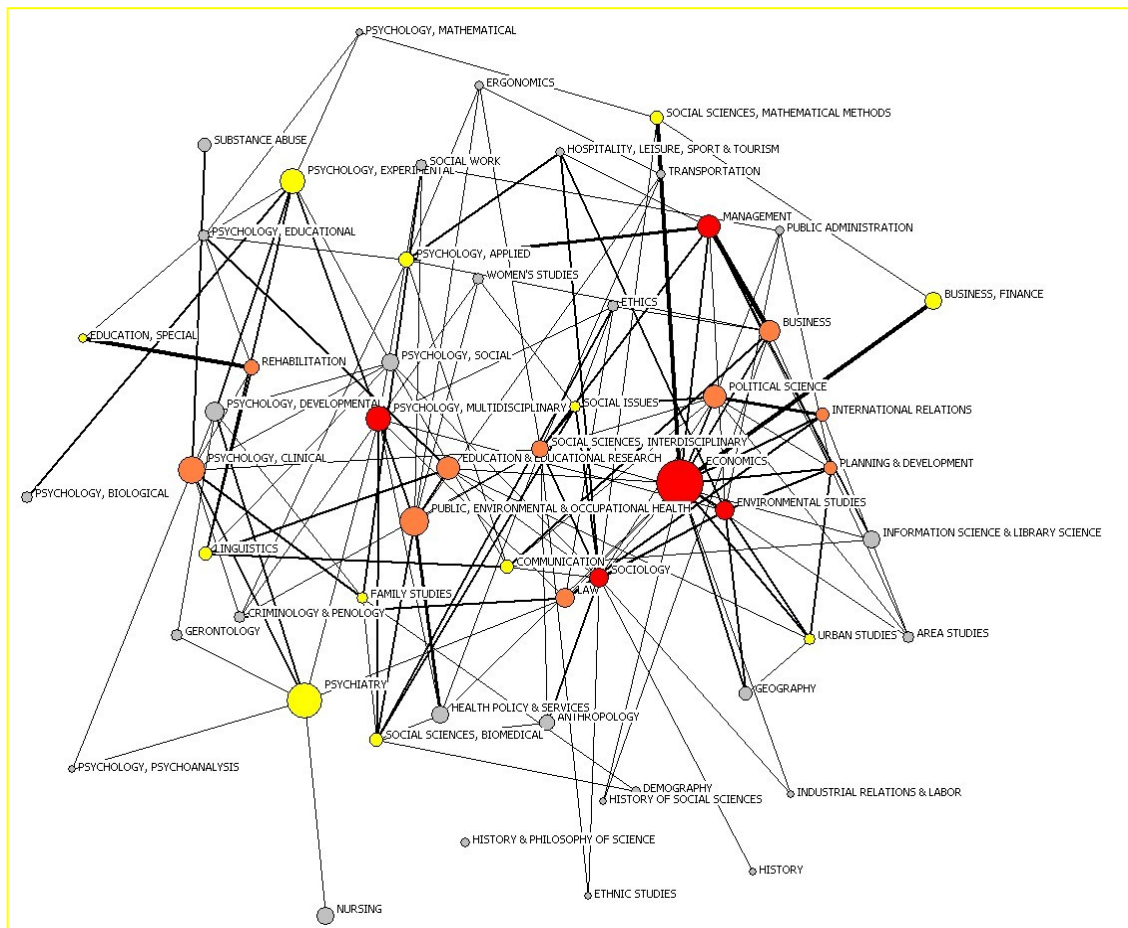 PSYCHOLOGY, MATHEMATICAL
ERGONOMICS
SOCIAL SCIENCES, MATHEMATICAL METHODS
SUBSTANCE ABUSE
HOSPITALITY, LEISURE, SPORT & TOURISM
SOCIAL WORK
PSYCHOLOGY, EXPERIMENTAL
TRANSPORTATION
MANAGEMENT
PUBLIC ADMINISTRATION
PSYCHOLOGY, EDUCATIONAL
PSYCHOLOGY, APPLIED
WOMEN'S STUDIES
BUSINESS, FINANCE
ETHICS
BUSINESS
EDUCATION, SPECIAL
PSYCHOLOGY, SOCIAL
REHABILITATION
POLITICAL SCIENCE
SOCIAL ISSUES
PSYCHOLOGY, DEVELOPMENTAL
PSYCHOLOGY, MULTIDISCIPLINARY
INTERNATIONAL RELATIONS
SOCIAL SCIENCES, INTERDISCIPLINARY
EDUCATION & EDUCATIONAL RESEARCH
ECONOMICS
PLANNING & DEVELOPMENT
PSYCHOLOGY, CLINICAL
PSYCHOLOGY, BIOLOGICAL
ENVIRONMENTAL STUDIES
PUBLIC, ENVIRONMENTAL & OCCUPATIONAL HEALTH
INFORMATION SCIENCE & LIBRARY SCIENCE
LINGUISTICS
COMMUNICATION
SOCIOLOGY
LAW
FAMILY STUDIES
CRIMINOLOGY & PENOLOGY
GERONTOLOGY
URBAN STUDIES
AREA STUDIES
PSYCHIATRY
GEOGRAPHY
HEALTH POLICY & SERVICES
ANTHROPOLOGY
SOCIAL SCIENCES, BIOMEDICAL
PSYCHOLOGY, PSYCHOANALYSIS
DEMOGRAPHY
HISTORY OF SOCIAL SCIENCES
INDUSTRIAL RELATIONS & LABOR
HISTORY & PHILOSOPHY OF SCIENCE
HISTORY
ETHNIC STUDIES
NURSING